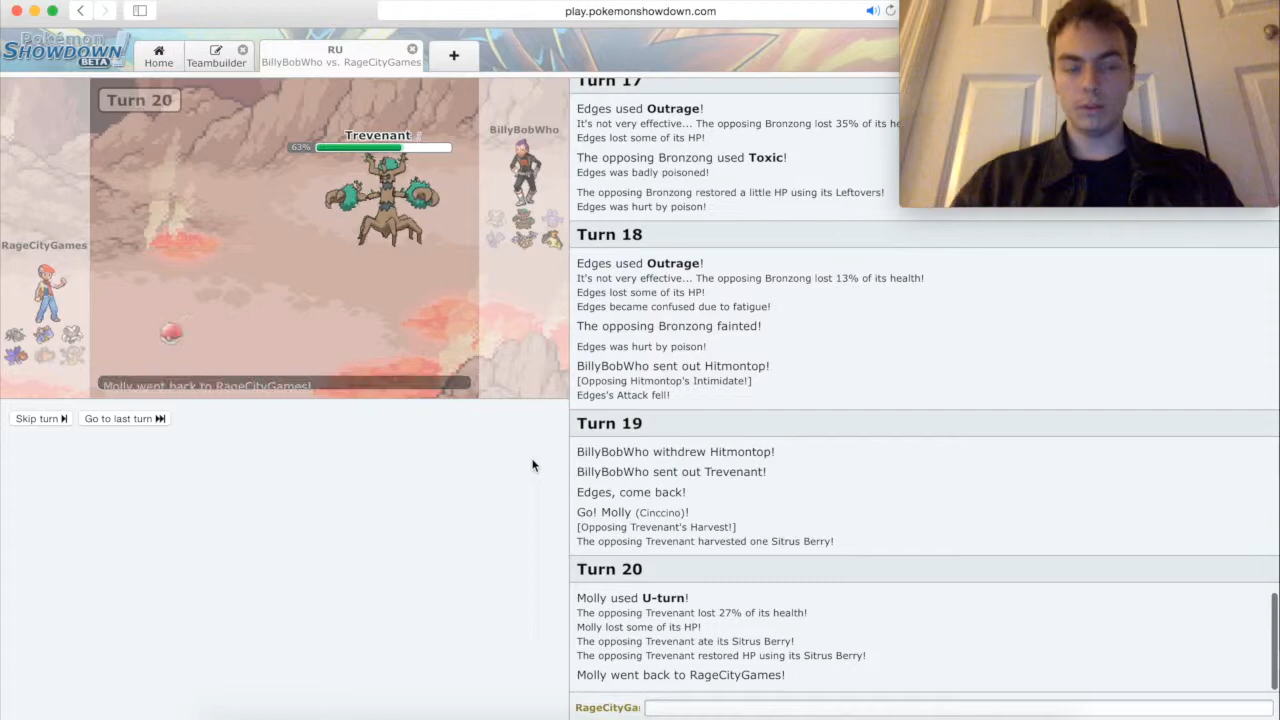 play.pokemonshowdown.com
Pokémon
SHOWDOWN
BETA
Home
Teambuilder
RU
BillyBobWho vs. RageCityGames
+
Turn 20
Trevenant
63%
BillyBobWho
RageCityGames
Molly went back to RageCityGames!
Skip turn
Go to last turn
Turn 17
Edges used Outrage!
It's not very effective... The opposing Bronzong lost 35% of its he
Edges lost some of its HP!
The opposing Bronzong used Toxic!
Edges was badly poisoned!
The opposing Bronzong restored a little HP using its Leftovers!
Edges was hurt by poison!
Turn 18
Edges used Outrage!
It's not very effective... The opposing Bronzong lost 13% of its health!
Edges lost some of its HP!
Edges became confused due to fatigue!
The opposing Bronzong fainted!
Edges was hurt by poison!
BillyBobWho sent out Hitmontop!
[Opposing Hitmontop's Intimidate!]
Edges's Attack fell!
Turn 19
BillyBobWho withdrew Hitmontop!
BillyBobWho sent out Trevenant!
Edges, come back!
Go! Molly (Cinccino)!
[Opposing Trevenant's Harvest!]
The opposing Trevenant harvested one Sitrus Berry!
Turn 20
Molly used U-turn!
The opposing Trevenant lost 27% of its health!
Molly lost some of its HP!
The opposing Trevenant ate its Sitrus Berry!
The opposing Trevenant restored HP using its Sitrus Berry!
Molly went back to RageCityGames!
RageCityGa